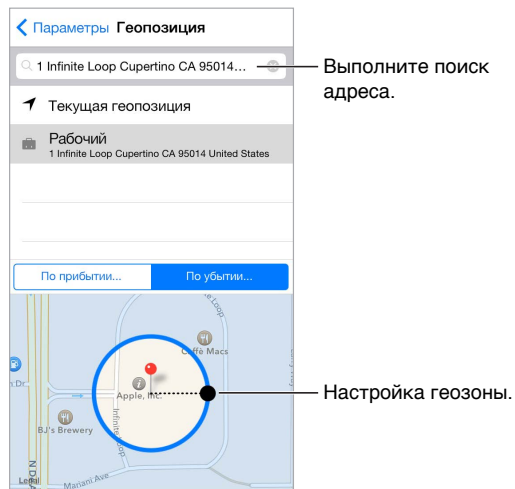 Параметры Геопозиция
1 Infinite Loop Cupertino CA 95014…
Выполните поиск
адреса.
Текущая геопозиция
Рабочий
1 Infinite Loop Cupertino CA 95014 United States
По прибытии...
По убытии...
Loop
Caffè Macs
Apple, Inc.
Infinite Loop
BJ's Brewery
Настройка геозоны.
Legal
Mariani Ave